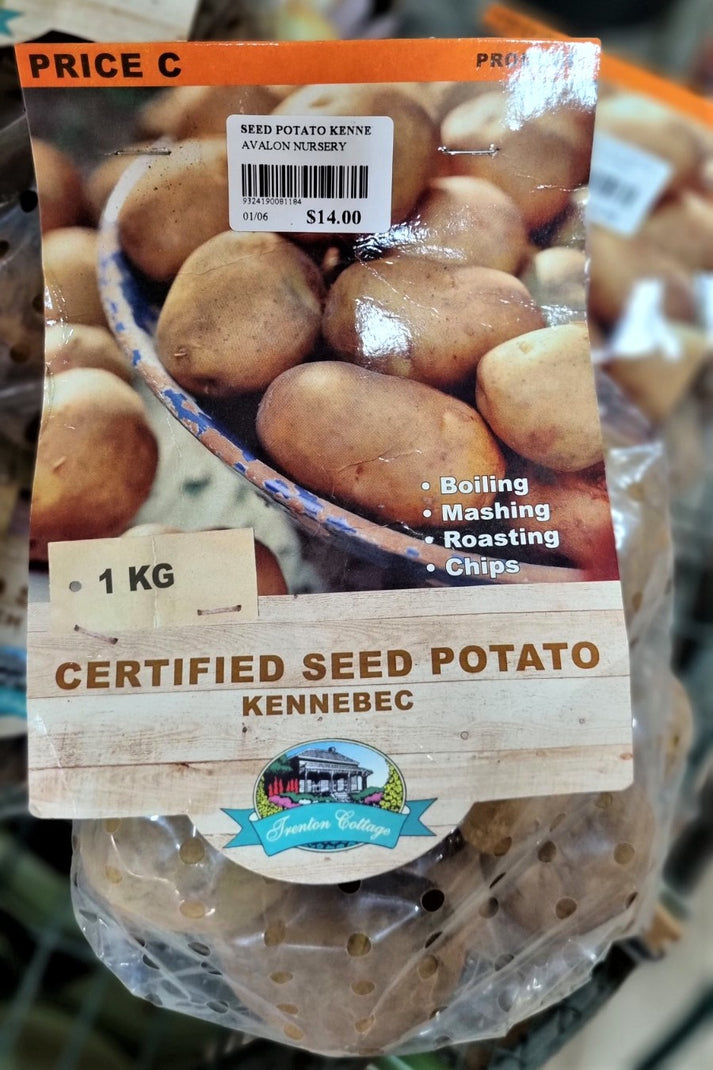 PRICE C
SEED POTATO KENNE
AVALON NURSERY
9324190081184
01/06 $14.00
• Boiling
• Mashing
• Roasting
• Chips
1 KG
CERTIFIED SEED POTATO
KENNEBEC
Trenton Cottage